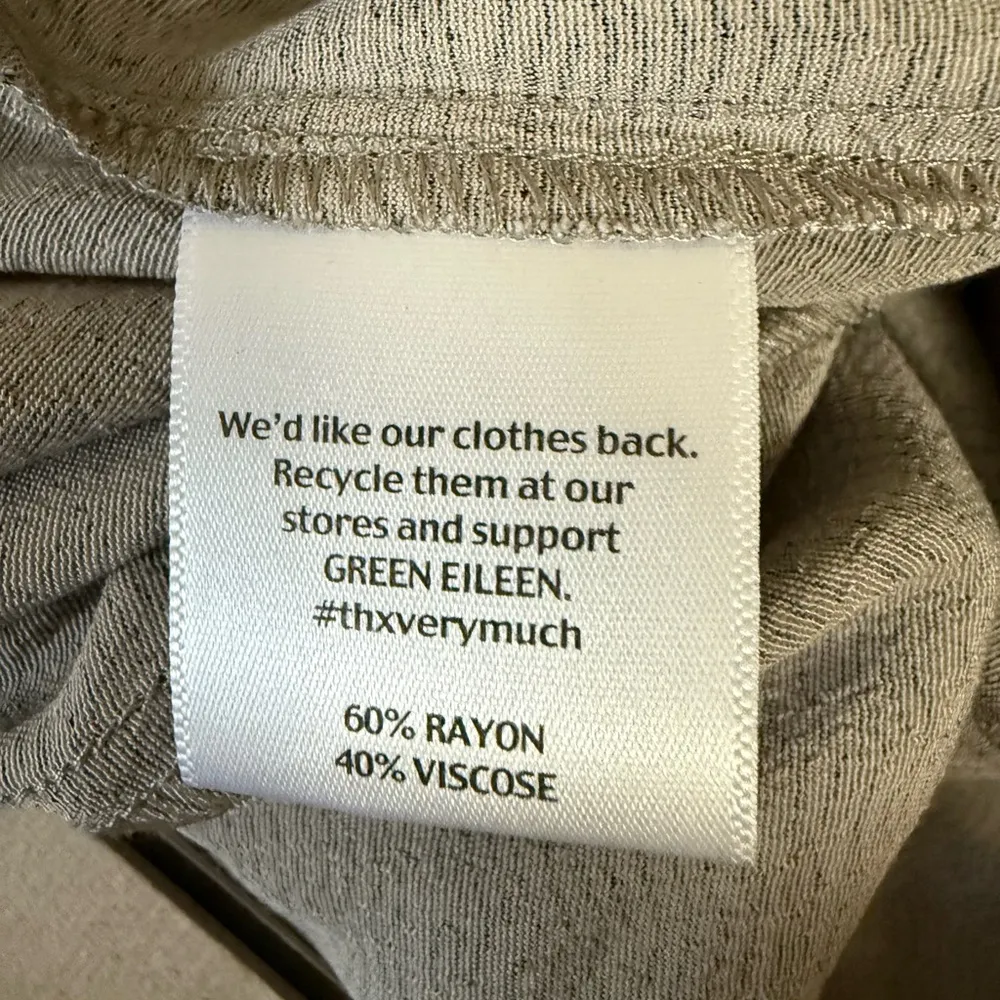 We'd like our clothes back.
Recycle them at our
stores and support
GREEN EILEEN.
#thxverymuch
60% RAYON
40% VISCOSE